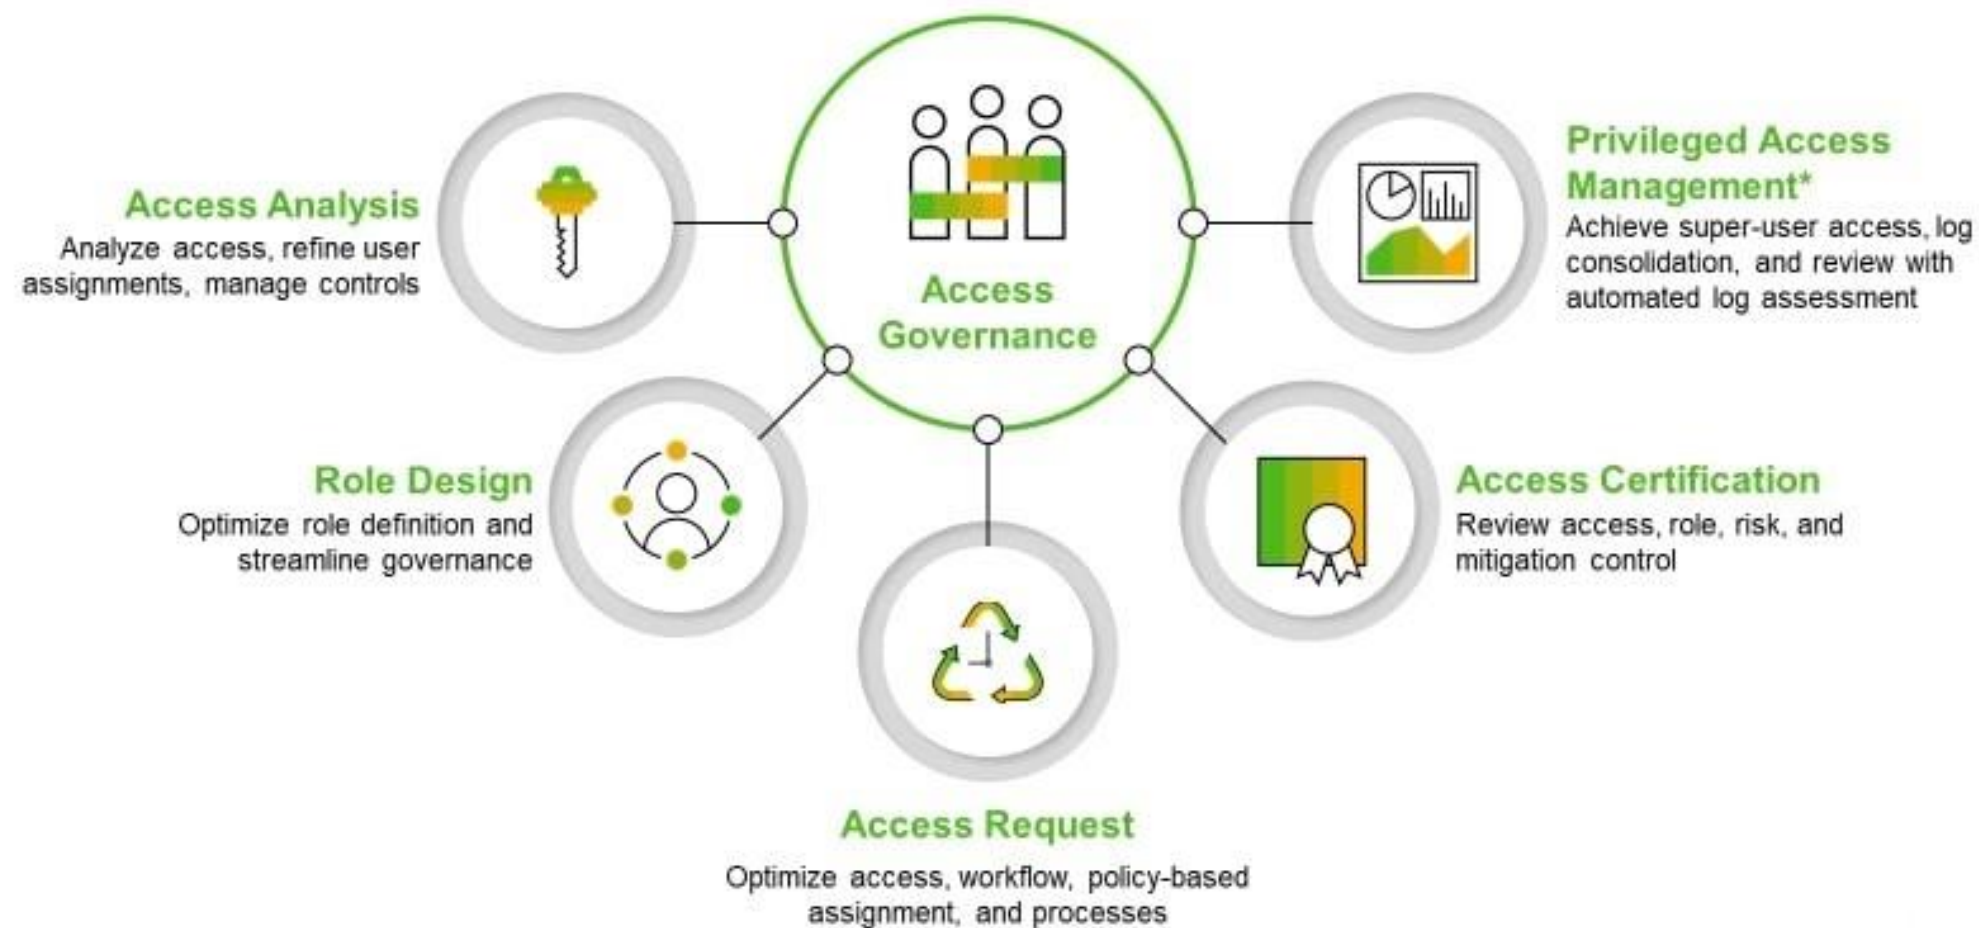 Access Governance
Access Analysis
Analyze access, refine user
assignments, manage controls
Role Design
Optimize role definition and
streamline governance
Access Request
Optimize access, workflow, policy-based
assignment, and processes
Access Certification
Review access, role, risk, and
mitigation control
Privileged Access
Management*
Achieve super-user access, log
consolidation, and review with
automated log assessment